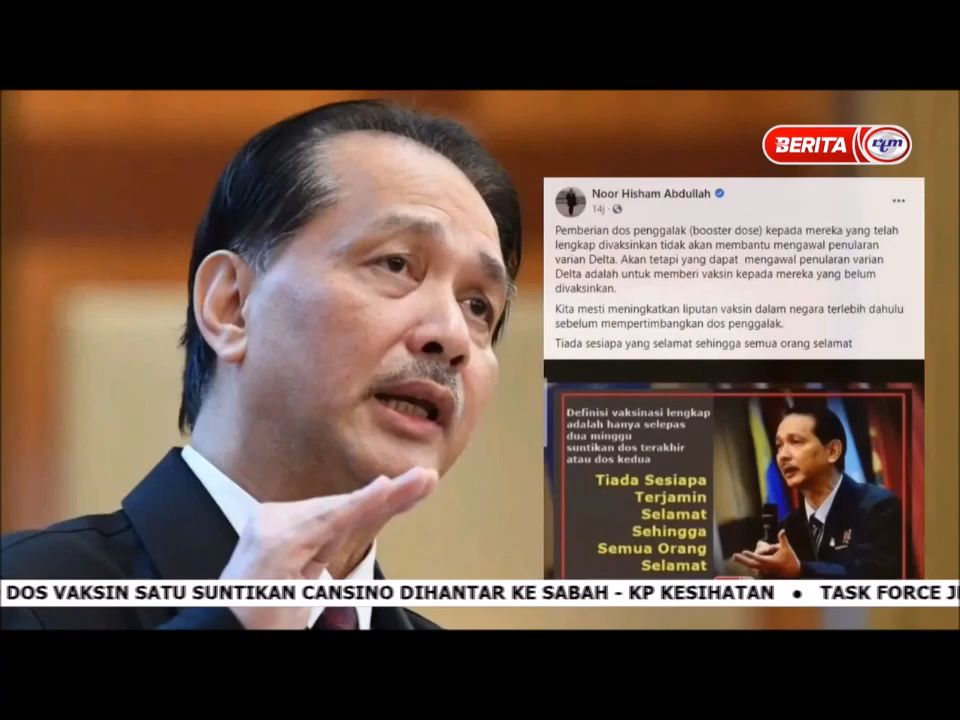 BERITA rtm
Noor Hisham Abdullah
14j
Pemberian dos penggalak (booster dose) kepada mereka yang telah
lengkap divaksinkan tidak akan membantu mengawal penularan
varian Delta. Akan tetapi yang dapat mengawal penularan varian
Delta adalah untuk memberi vaksin kepada mereka yang belum
divaksinkan.
Kita mesti meningkatkan liputan vaksin dalam negara terlebih dahulu
sebelum mempertimbangkan dos penggalak.
Tiada sesiapa yang selamat sehingga semua orang selamat
Definisi vaksinasi lengkap
adalah hanya selepas
dua minggu
suntikan dos terakhir
atau dos kedua
Tiada Sesiapa
Terjamin
Selamat
Sehingga
Semua Orang
Selamat
DOS VAKSIN SATU SUNTIKAN CANSINO DIHANTAR KE SABAH - KP KESIHATAN • TASK FORCE